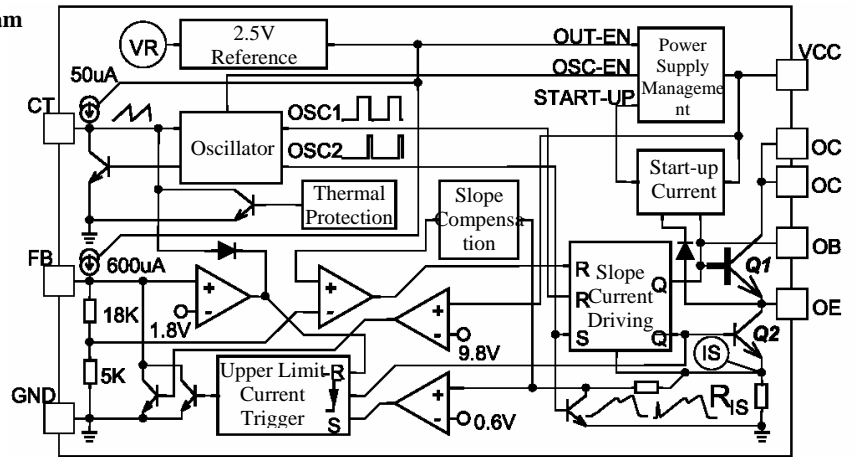 am
VR
2.5V
Reference
OUT-EN
OSC-EN
START-UP
Power
Supply
Manageme
nt
VCC
50uA
CT
Oscillator
OSC1
OSC2
Thermal
Protection
Slope
Compensa
tion
Start-up
Current
OC
OC
OB
OE
FB
600uA
18K
5K
GND
1.8V
9.8V
0.6V
R
R
S
Slope
Current
Driving
Q
Q
Q1
Q2
IS
RIS
Upper Limit
Current
Trigger
R
S
+
-
+
-
+
-
+
-